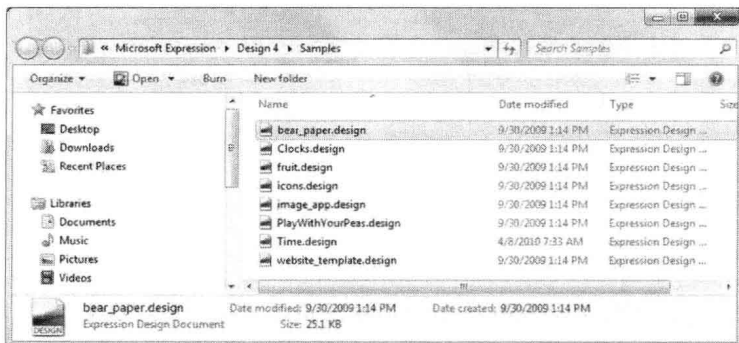 « Microsoft Expression ▸ Design 4 ▸ Samples Search Samples
Organize Open Burn New folder
Favorites
Desktop
Downloads
Recent Places
Libraries
Documents
Music
Pictures
Videos
Name Date modified Type Size
bear_paper.design 9/30/2009 1:14 PM Expression Design ...
Clocks.design 9/30/2009 1:14 PM Expression Design ...
fruit.design 9/30/2009 1:14 PM Expression Design ...
icons.design 9/30/2009 1:14 PM Expression Design ...
image_app.design 9/30/2009 1:14 PM Expression Design ...
PlayWithYourPeas.design 9/30/2009 1:14 PM Expression Design ...
Time.design 4/8/2010 7:33 AM Expression Design ...
website_template.design 9/30/2009 1:14 PM Expression Design ...
bear_paper.design Date modified: 9/30/2009 1:14 PM Date created: 9/30/2009 1:14 PM
Expression Design Document Size: 25.1 KB
DESIGN